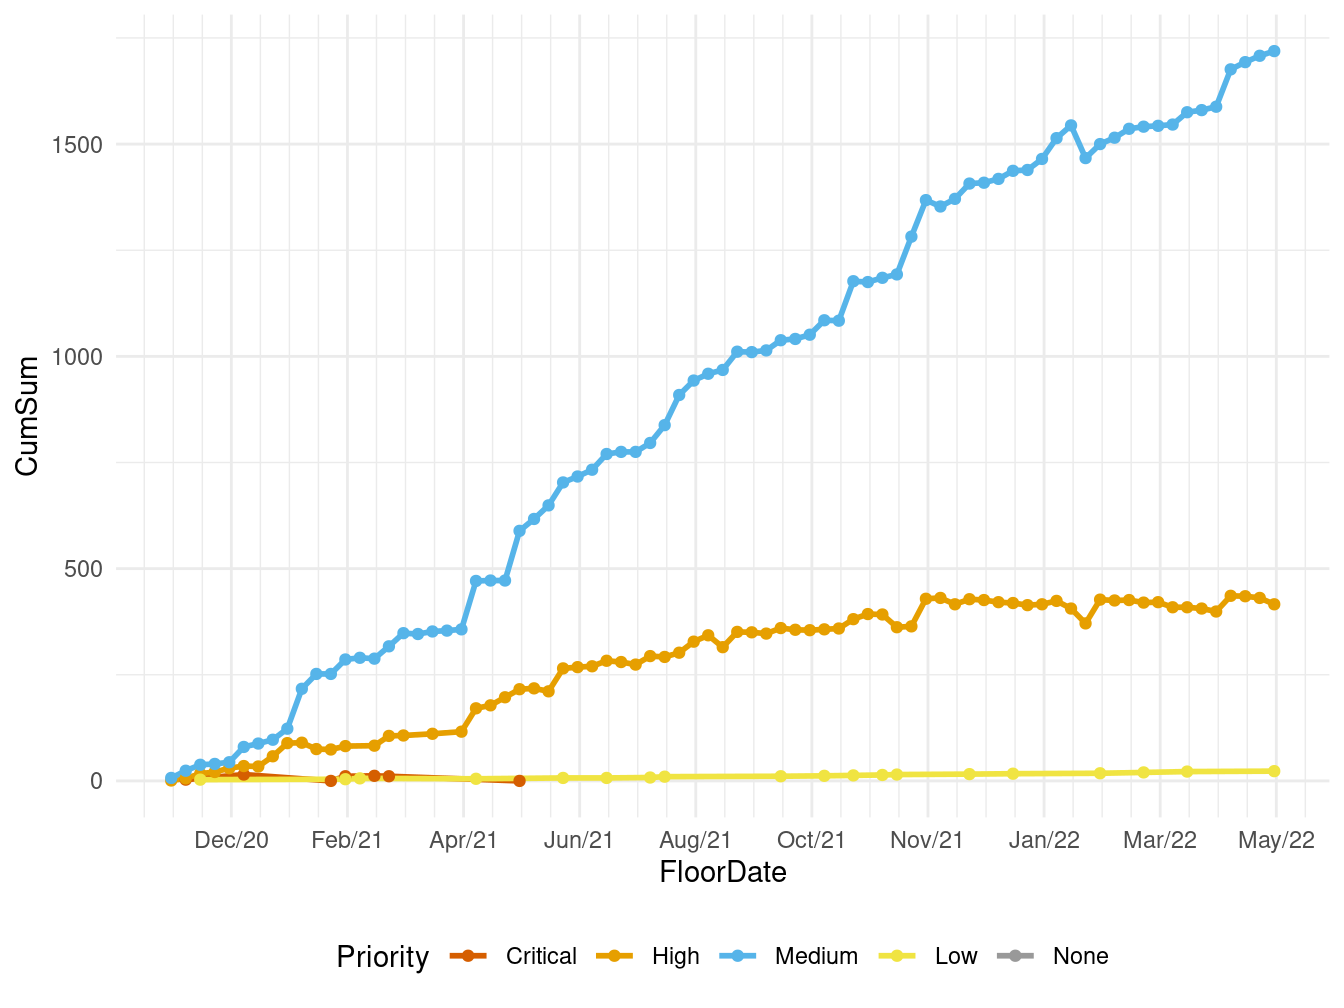 1500
1000
500
0
CumSum
Dec/20 Feb/21 Apr/21 Jun/21 Aug/21 Oct/21 Nov/21 Jan/22 Mar/22 May/22
FloorDate
Priority Critical High Medium Low None